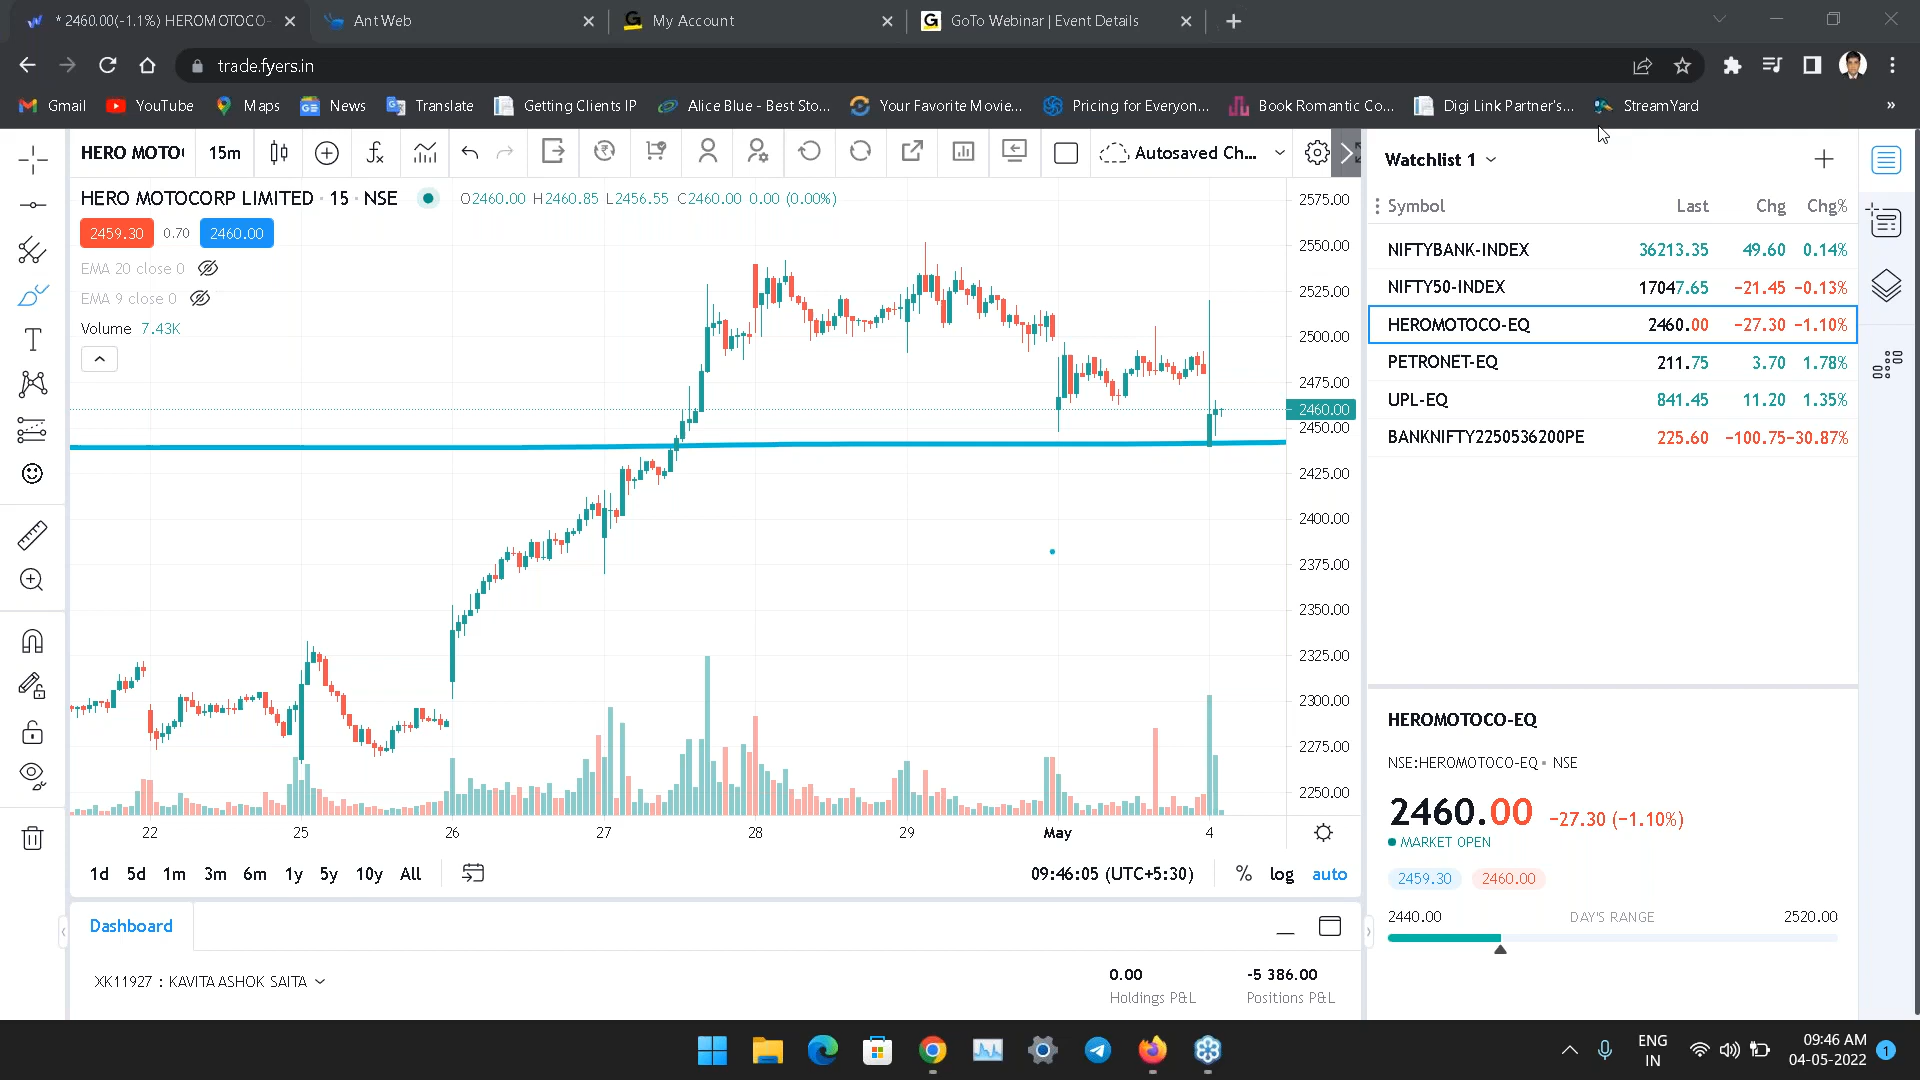 * 2460.00(-1.1%) HEROMOTOCO-
Ant Web
My Account
GoTo Webinar | Event Details
trade.fyers.in
Gmail
YouTube
Maps
News
Translate
Getting Clients IP
Alice Blue - Best Sto...
Your Favorite Movie...
Pricing for Everyon...
Book Romantic Co...
Digi Link Partner's...
StreamYard
»
HERO MOTO
15m
Autosaved Ch...
HERO MOTOCORP LIMITED · 15 · NSE
O2460.00 H2460.85 L2456.55 C2460.00 0.00 (0.00%)
2459.30 0.70 2460.00
EMA 20 close 0
EMA 9 close 0
Volume 7.43K
2575.00
2550.00
2525.00
2500.00
2475.00
2460.00
2450.00
2425.00
2400.00
2375.00
2350.00
2325.00
2300.00
2275.00
2250.00
22 25 26 27 28 29 May 4
1d 5d 1m 3m 6m 1y 5y 10y All
09:46:05 (UTC+5:30) % log auto
Dashboard
XK11927 : KAVITA ASHOK SAITA
0.00
Holdings P&L
-5 386.00
Positions P&L
Watchlist 1
Symbol Last Chg Chg%
NIFTYBANK-INDEX 36213.35 49.60 0.14%
NIFTY50-INDEX 17047.65 −21.45 −0.13%
HEROMOTOCO-EQ 2460.00 −27.30 −1.10%
PETRONET-EQ 211.75 3.70 1.78%
UPL-EQ 841.45 11.20 1.35%
BANKNIFTY2250536200PE 225.60 −100.75 −30.87%
HEROMOTOCO-EQ
NSE:HEROMOTOCO-EQ • NSE
2460.00 −27.30 (−1.10%)
MARKET OPEN
2459.30 2460.00
2440.00 DAY'S RANGE 2520.00
ENG
IN
09:46 AM
04-05-2022
1